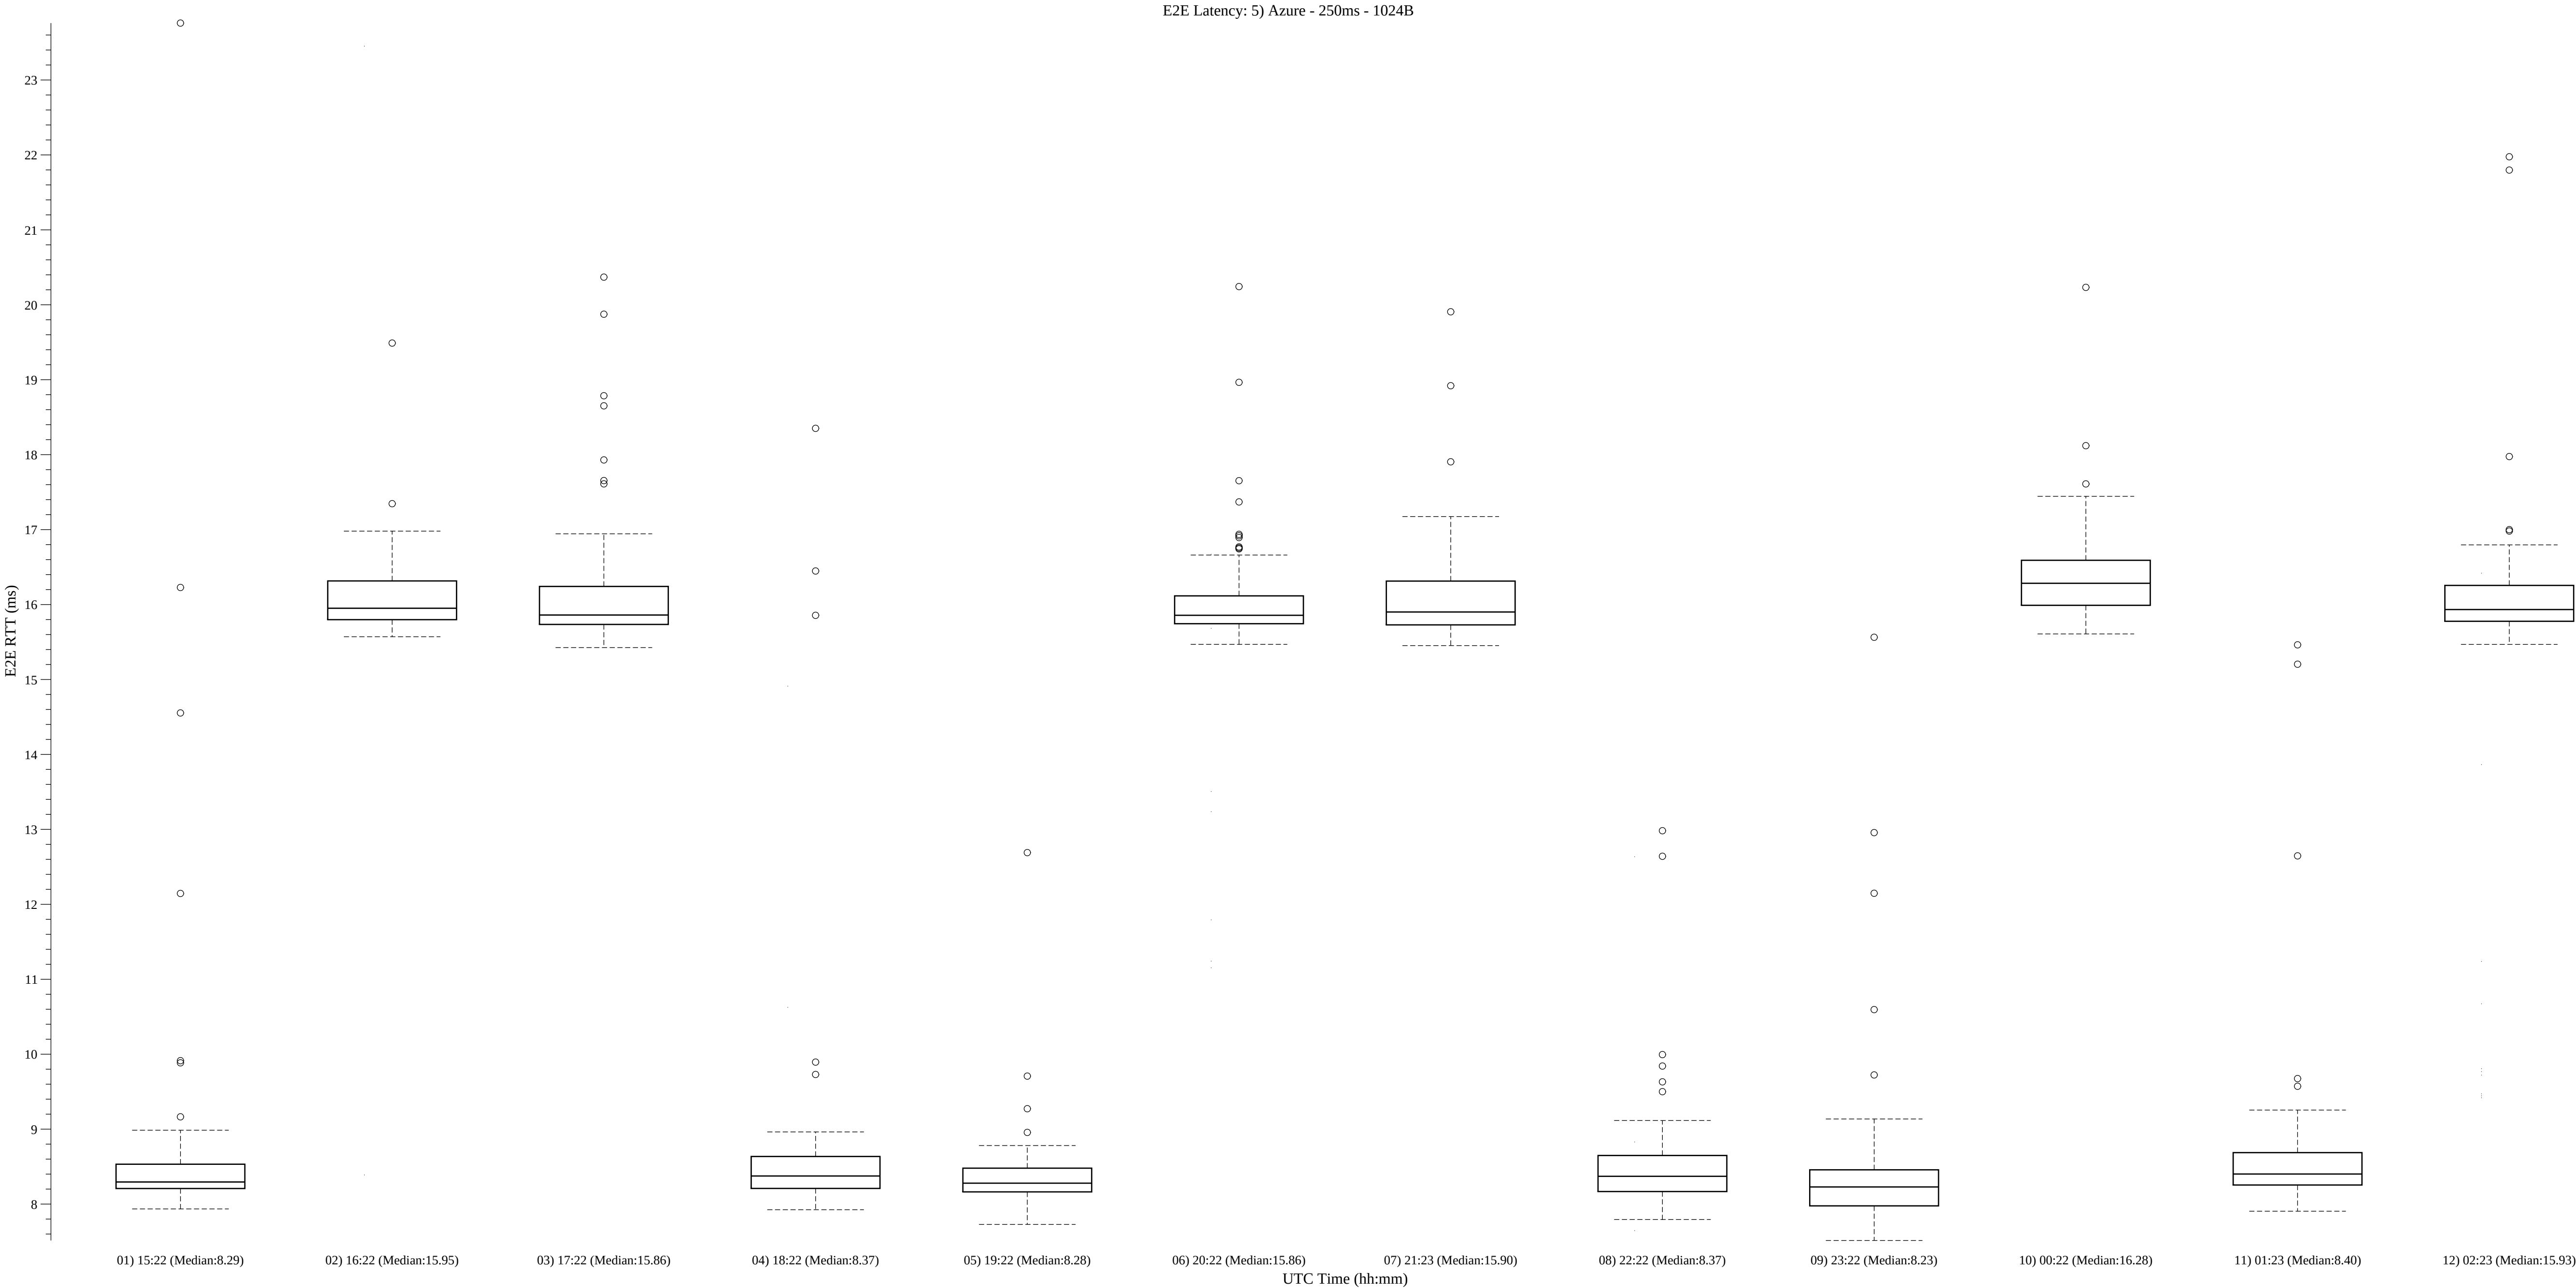 E2E Latency: 5) Azure - 250ms - 1024B
23
22
21
20
19
18
17
16
15
14
13
12
11
10
9
8
E2E RTT (ms)
01) 15:22 (Median:8.29)
02) 16:22 (Median:15.95)
03) 17:22 (Median:15.86)
04) 18:22 (Median:8.37)
05) 19:22 (Median:8.28)
06) 20:22 (Median:15.86)
07) 21:23 (Median:15.90)
08) 22:22 (Median:8.37)
09) 23:22 (Median:8.23)
10) 00:22 (Median:16.28)
11) 01:23 (Median:8.40)
12) 02:23 (Median:15.93
UTC Time (hh:mm)